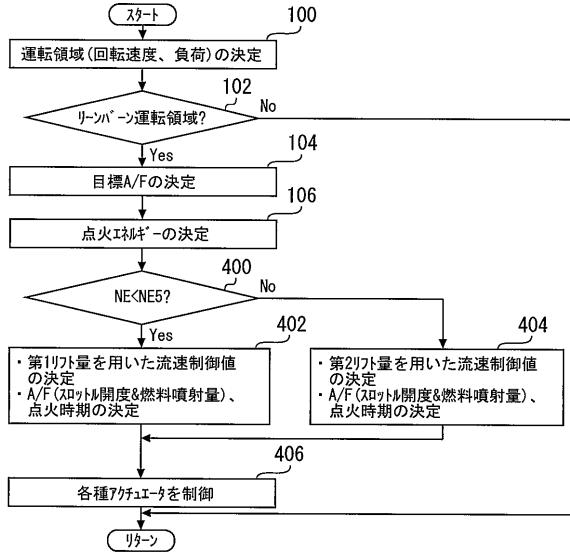 スタート
100
運転領域(回転速度、負荷)の決定
102
リーンバーン運転領域?
No
Yes
104
目標A/Fの決定
106
点火エネルギーの決定
400
NE<NE5?
No
Yes
402
・第1リフト量を用いた流速制御値
の決定
・A/F(スロットル開度&燃料噴射量)、
点火時期の決定
404
・第2リフト量を用いた流速制御値
の決定
・A/F(スロットル開度&燃料噴射量)、
点火時期の決定
406
各種アクチュエータを制御
リターン